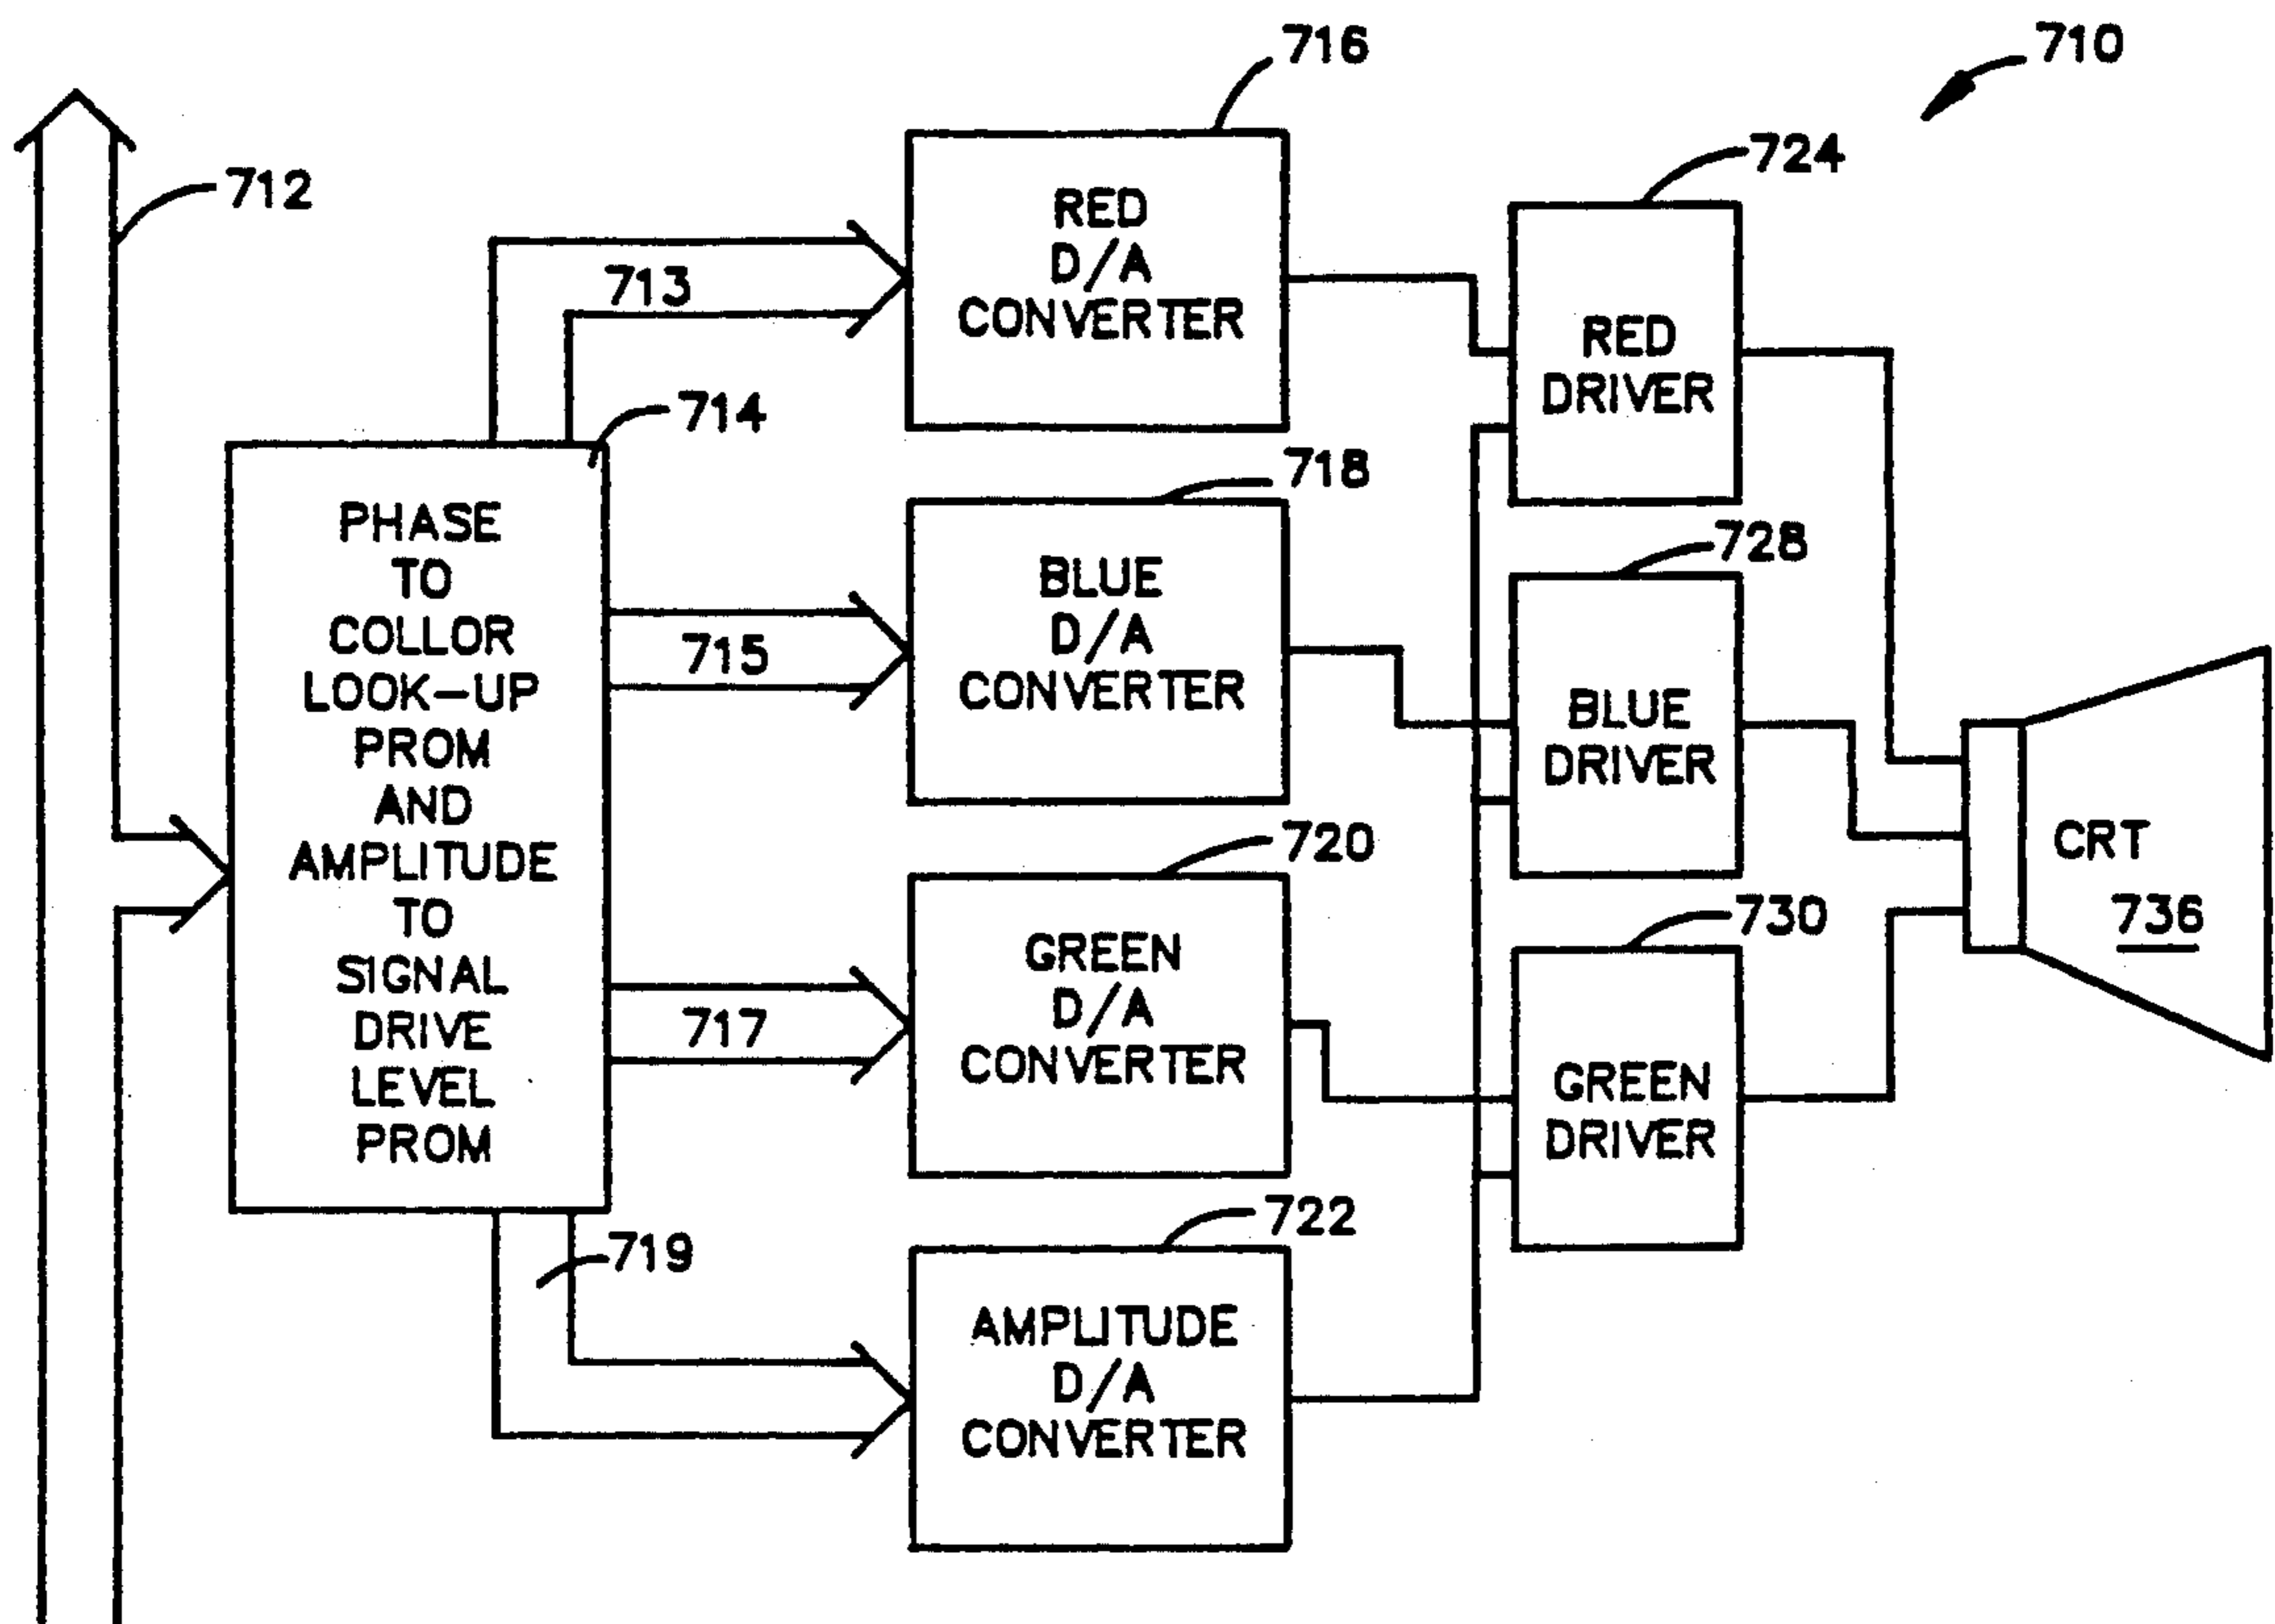 716
710
724
712
RED
D/A
CONVERTER
713
RED
DRIVER
714
718
728
PHASE
TO
COLLOR
LOOK-UP
PROM
AND
AMPLITUDE
TO
SIGNAL
DRIVE
LEVEL
PROM
BLUE
D/A
CONVERTER
715
BLUE
DRIVER
CRT
736
720
730
GREEN
D/A
CONVERTER
717
GREEN
DRIVER
722
719
AMPLITUDE
D/A
CONVERTER